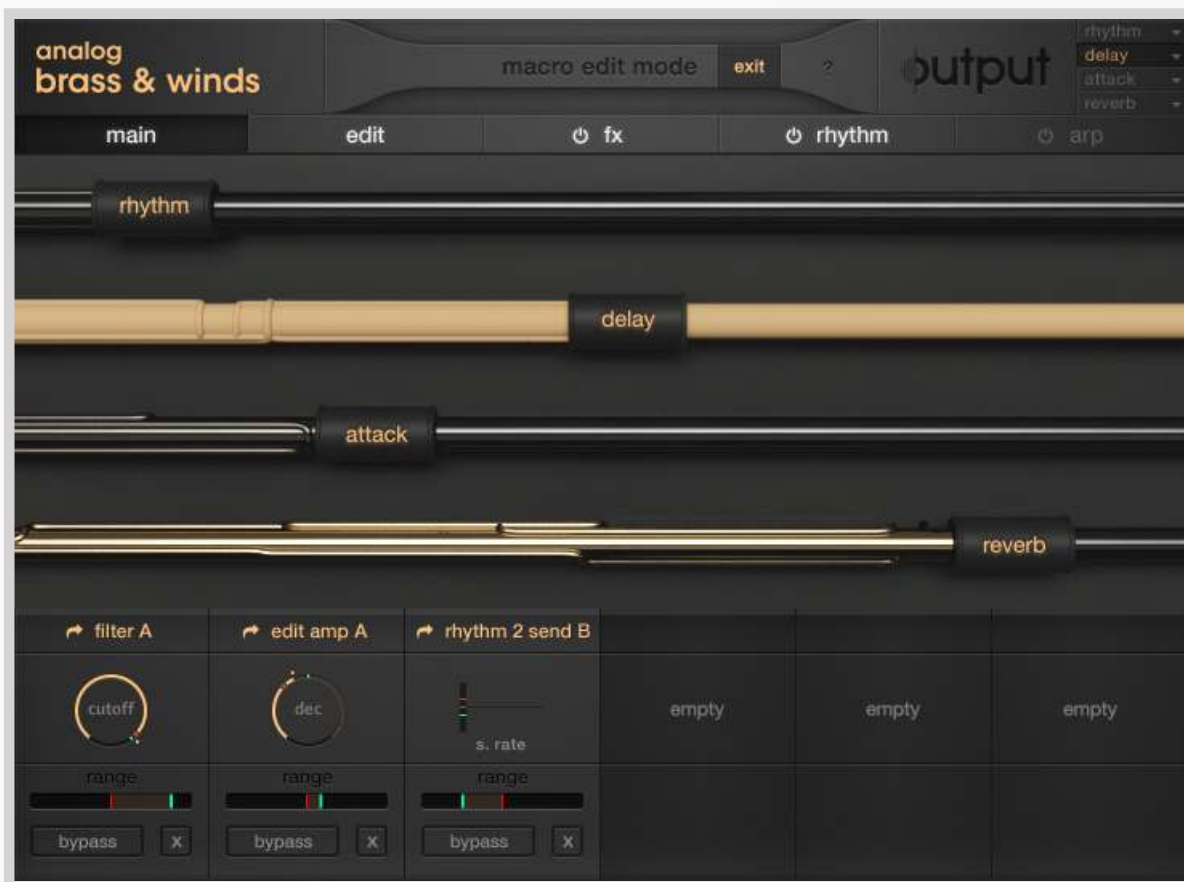 analog
brass & winds
macro edit mode
exit
?
output
rhythm
delay
attack
reverb
main
edit
fx
rhythm
arp
rhythm
delay
attack
reverb
filter A
edit amp A
rhythm 2 send B
cutoff
dec
s. rate
empty
empty
empty
range
range
range
bypass
x
bypass
x
bypass
x